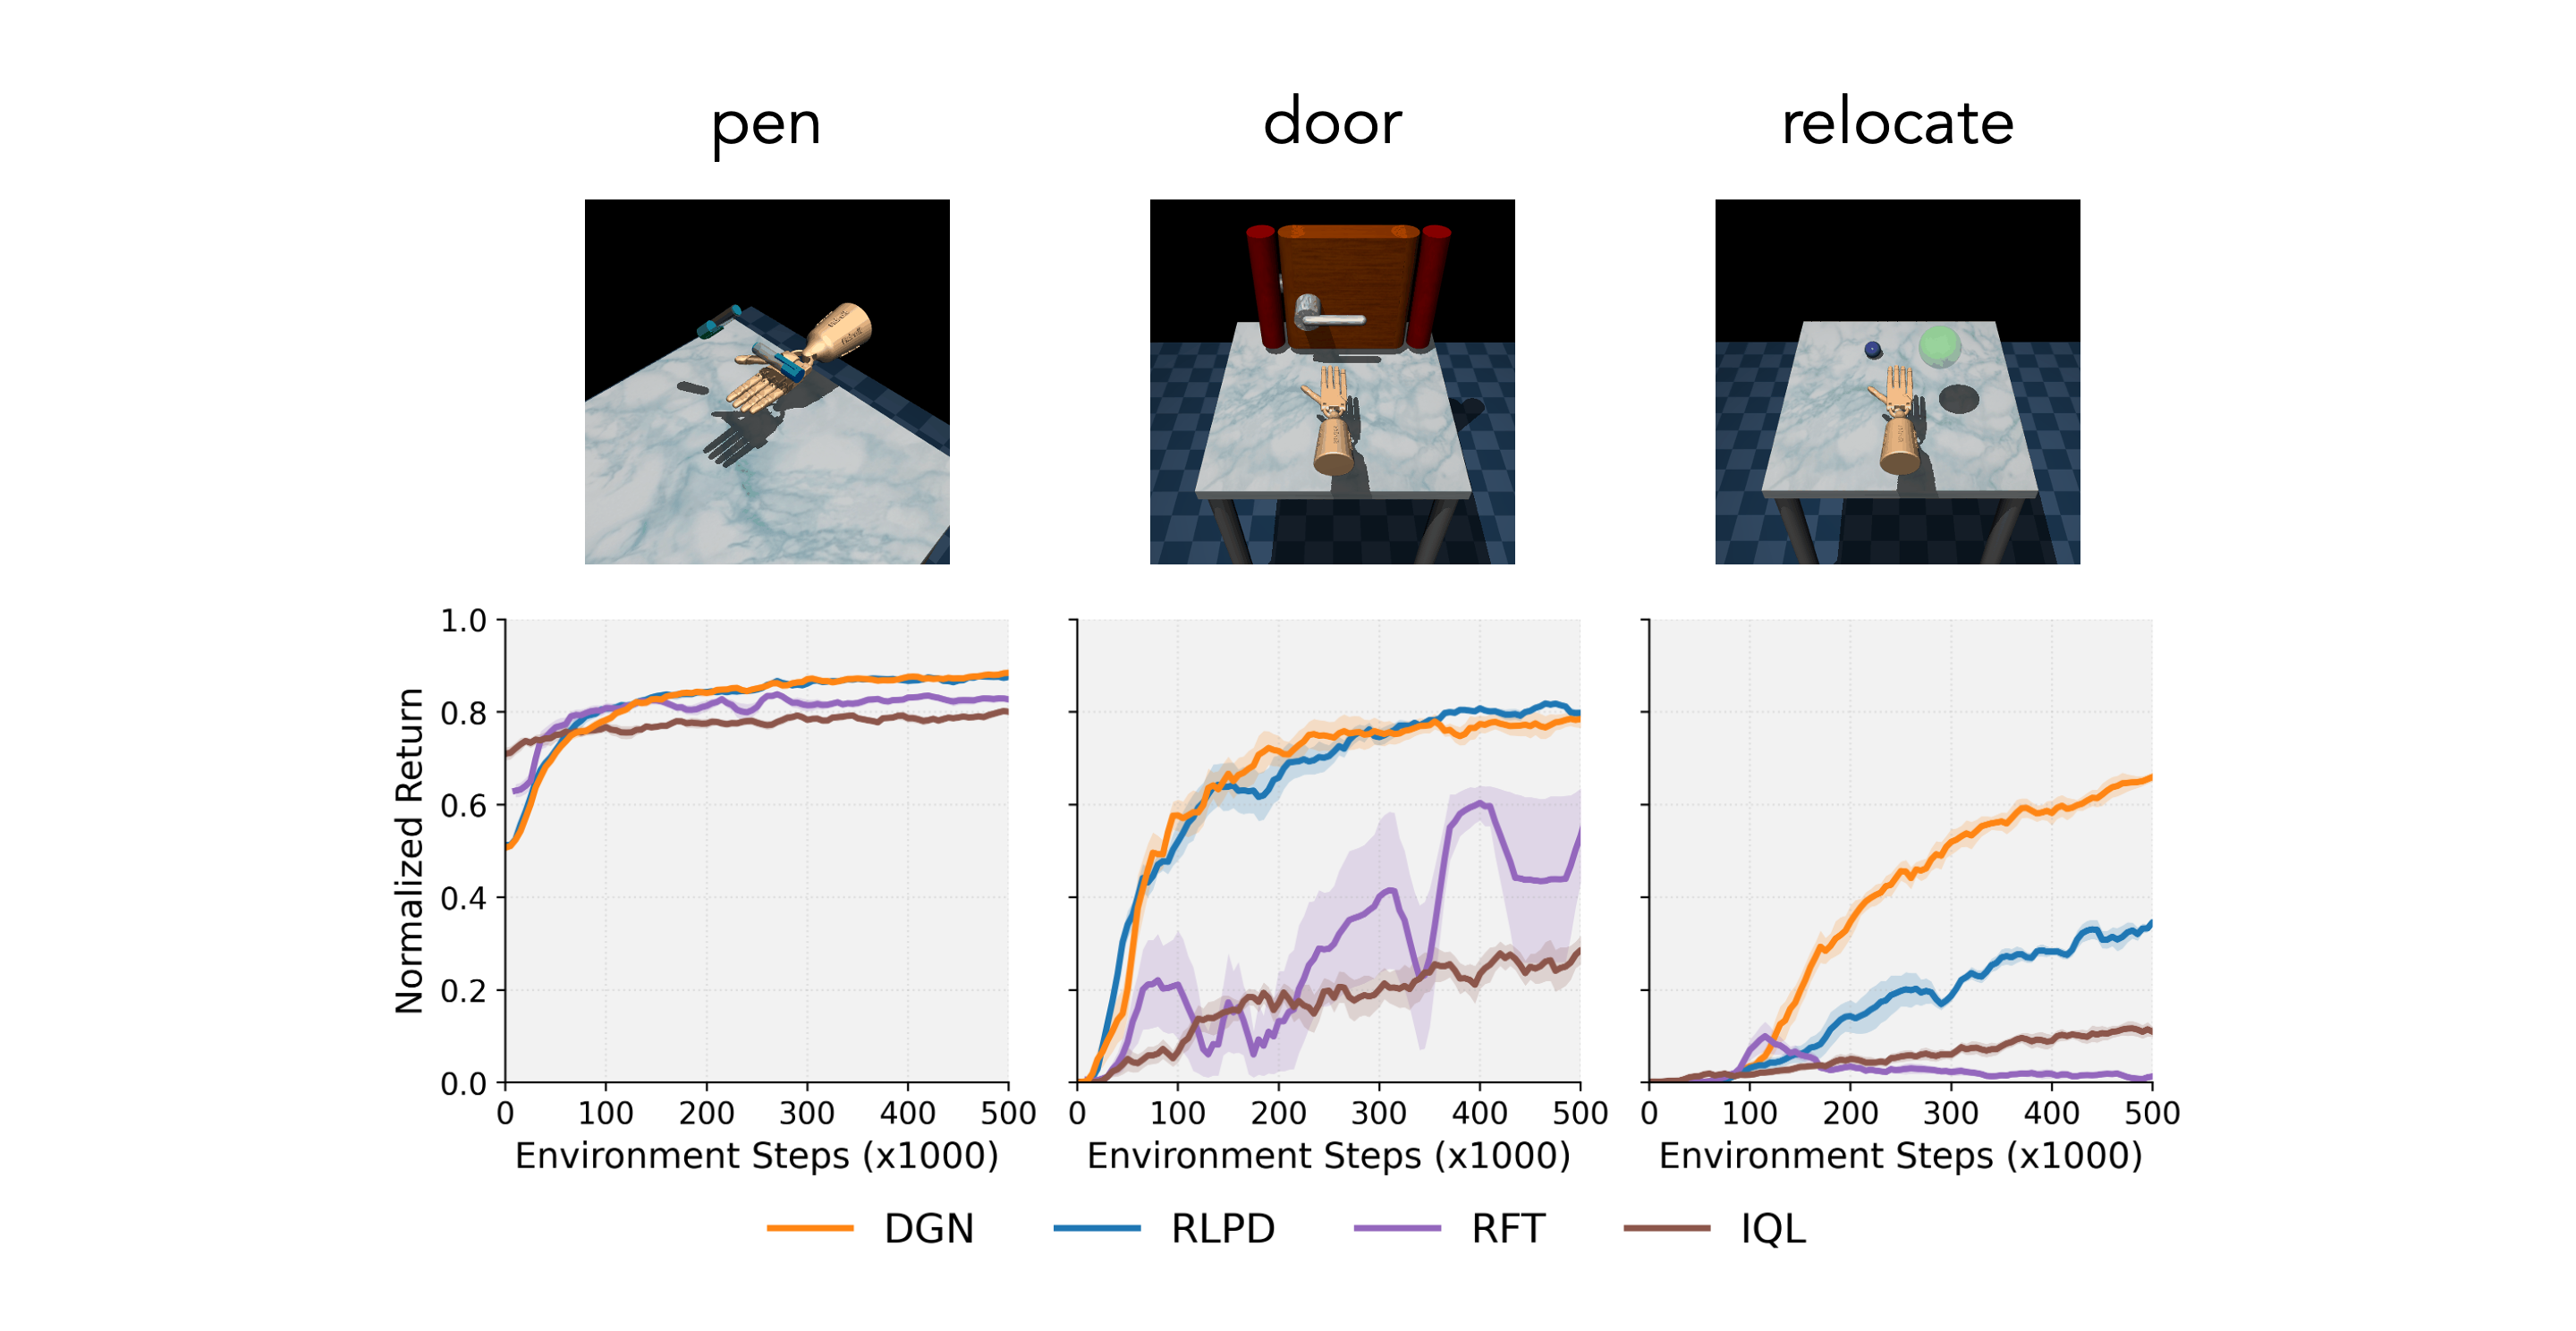 pen door relocate
1.0
0.8
0.6
0.4
0.2
0.0
Normalized Return
0 100 200 300 400 500 0 100 200 300 400 500 0 100 200 300 400 500
Environment Steps (x1000) Environment Steps (x1000) Environment Steps (x1000)
DGN RLPD RFT IQL